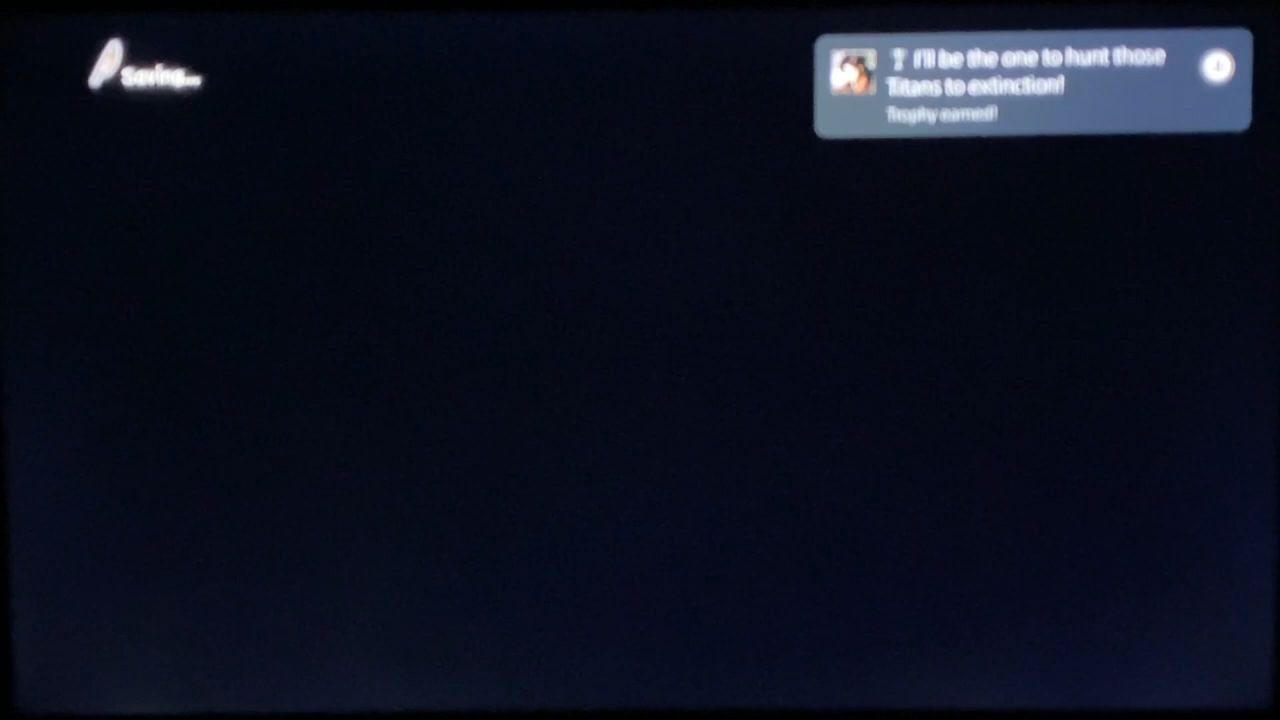 Saving...
I'll be the one to hunt those
Titans to extinction!
Trophy earned!